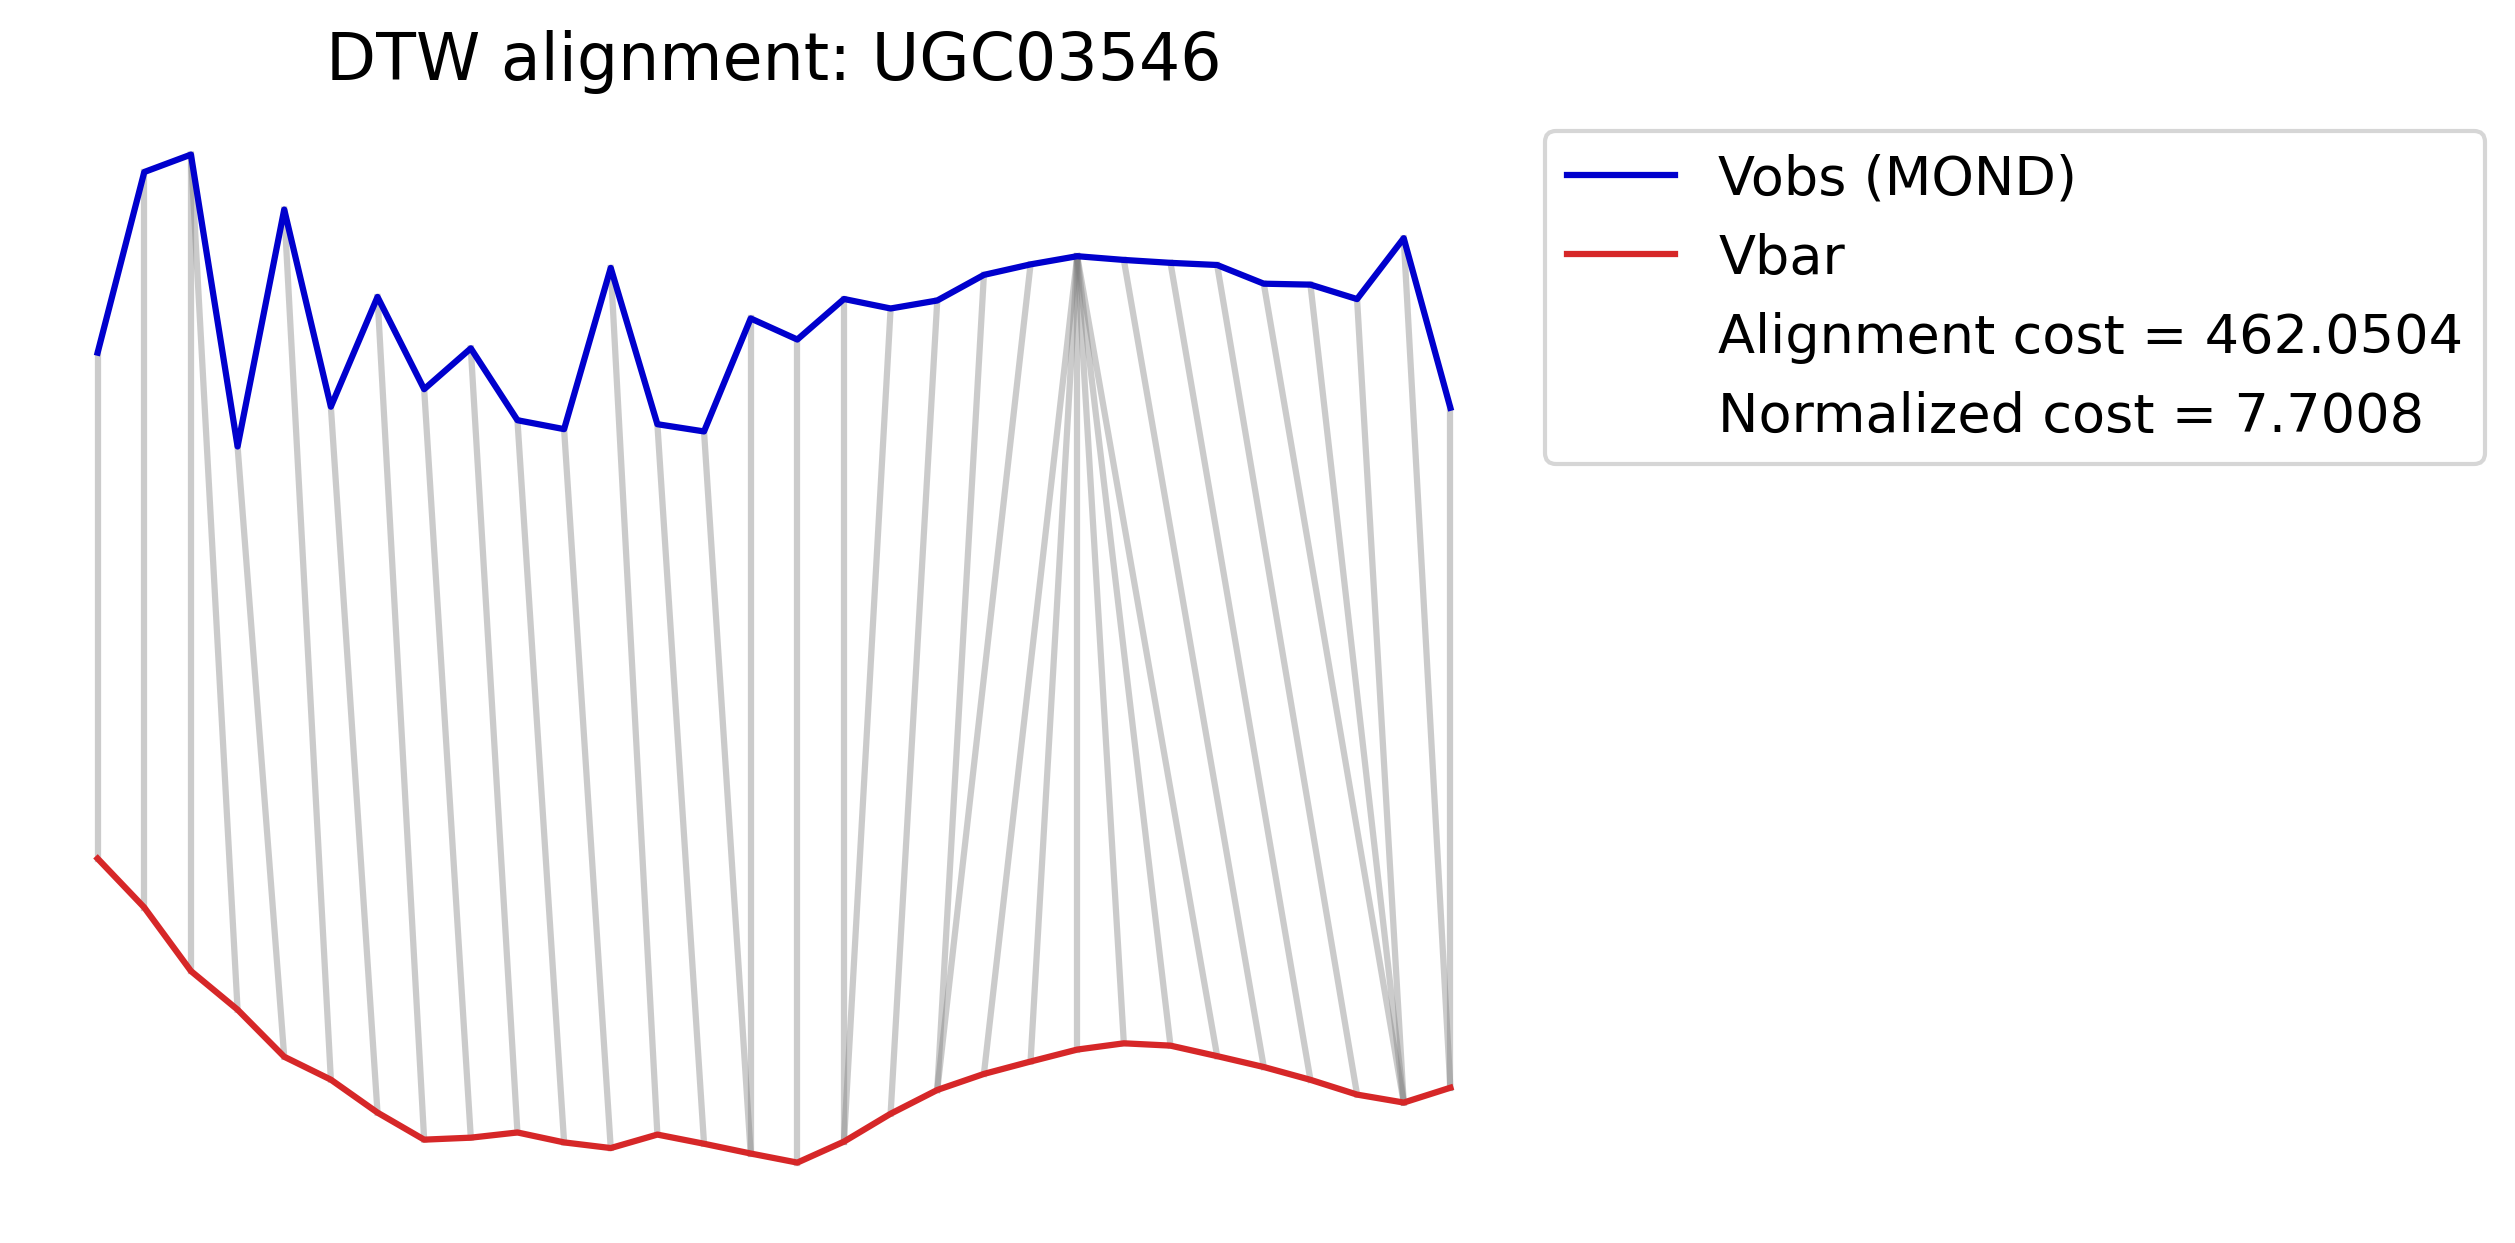 DTW alignment: UGC03546
Vobs (MOND)
Vbar
Alignment cost = 462.0504
Normalized cost = 7.7008